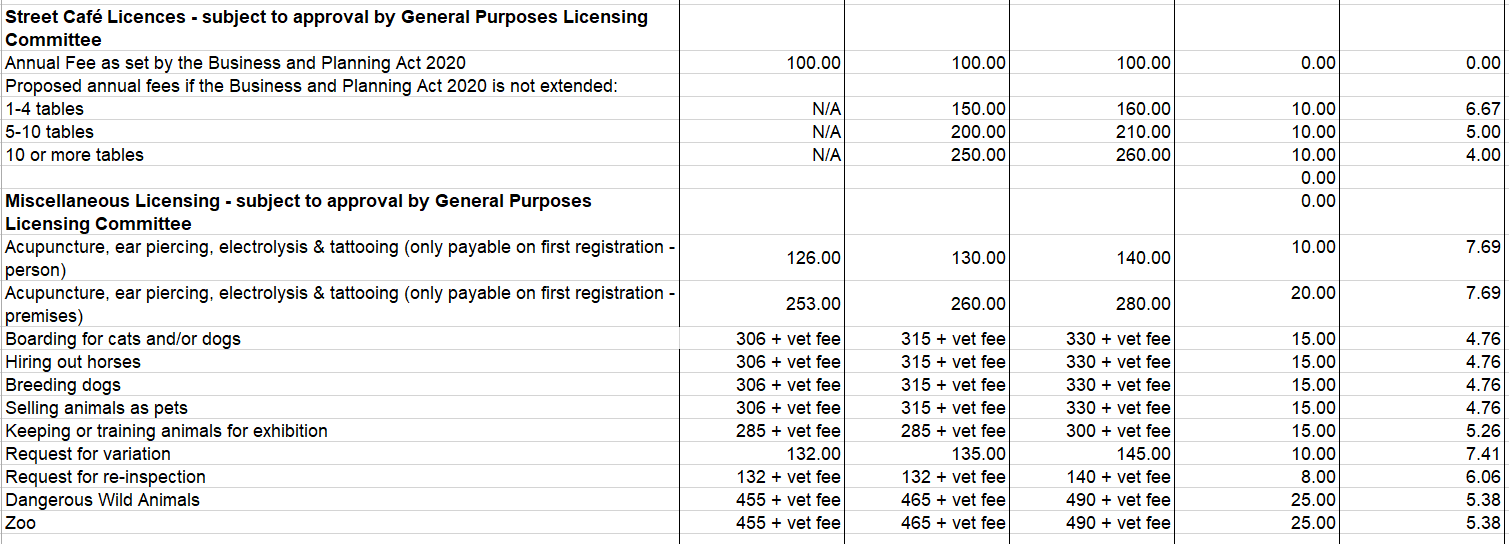 Street Café Licences - subject to approval by General Purposes Licensing
Committee
Annual Fee as set by the Business and Planning Act 2020 100.00 100.00 100.00 0.00 0.00
Proposed annual fees if the Business and Planning Act 2020 is not extended:
1-4 tables N/A 150.00 160.00 10.00 6.67
5-10 tables N/A 200.00 210.00 10.00 5.00
10 or more tables N/A 250.00 260.00 10.00 4.00
0.00
Miscellaneous Licensing - subject to approval by General Purposes 0.00
Licensing Committee
Acupuncture, ear piercing, electrolysis & tattooing (only payable on first registration - 126.00 130.00 140.00 10.00 7.69
person)
Acupuncture, ear piercing, electrolysis & tattooing (only payable on first registration - 253.00 260.00 280.00 20.00 7.69
premises)
Boarding for cats and/or dogs 306 + vet fee 315 + vet fee 330 + vet fee 15.00 4.76
Hiring out horses 306 + vet fee 315 + vet fee 330 + vet fee 15.00 4.76
Breeding dogs 306 + vet fee 315 + vet fee 330 + vet fee 15.00 4.76
Selling animals as pets 306 + vet fee 315 + vet fee 330 + vet fee 15.00 4.76
Keeping or training animals for exhibition 285 + vet fee 285 + vet fee 300 + vet fee 15.00 5.26
Request for variation 132.00 135.00 145.00 10.00 7.41
Request for re-inspection 132 + vet fee 132 + vet fee 140 + vet fee 8.00 6.06
Dangerous Wild Animals 455 + vet fee 465 + vet fee 490 + vet fee 25.00 5.38
Zoo 455 + vet fee 465 + vet fee 490 + vet fee 25.00 5.38